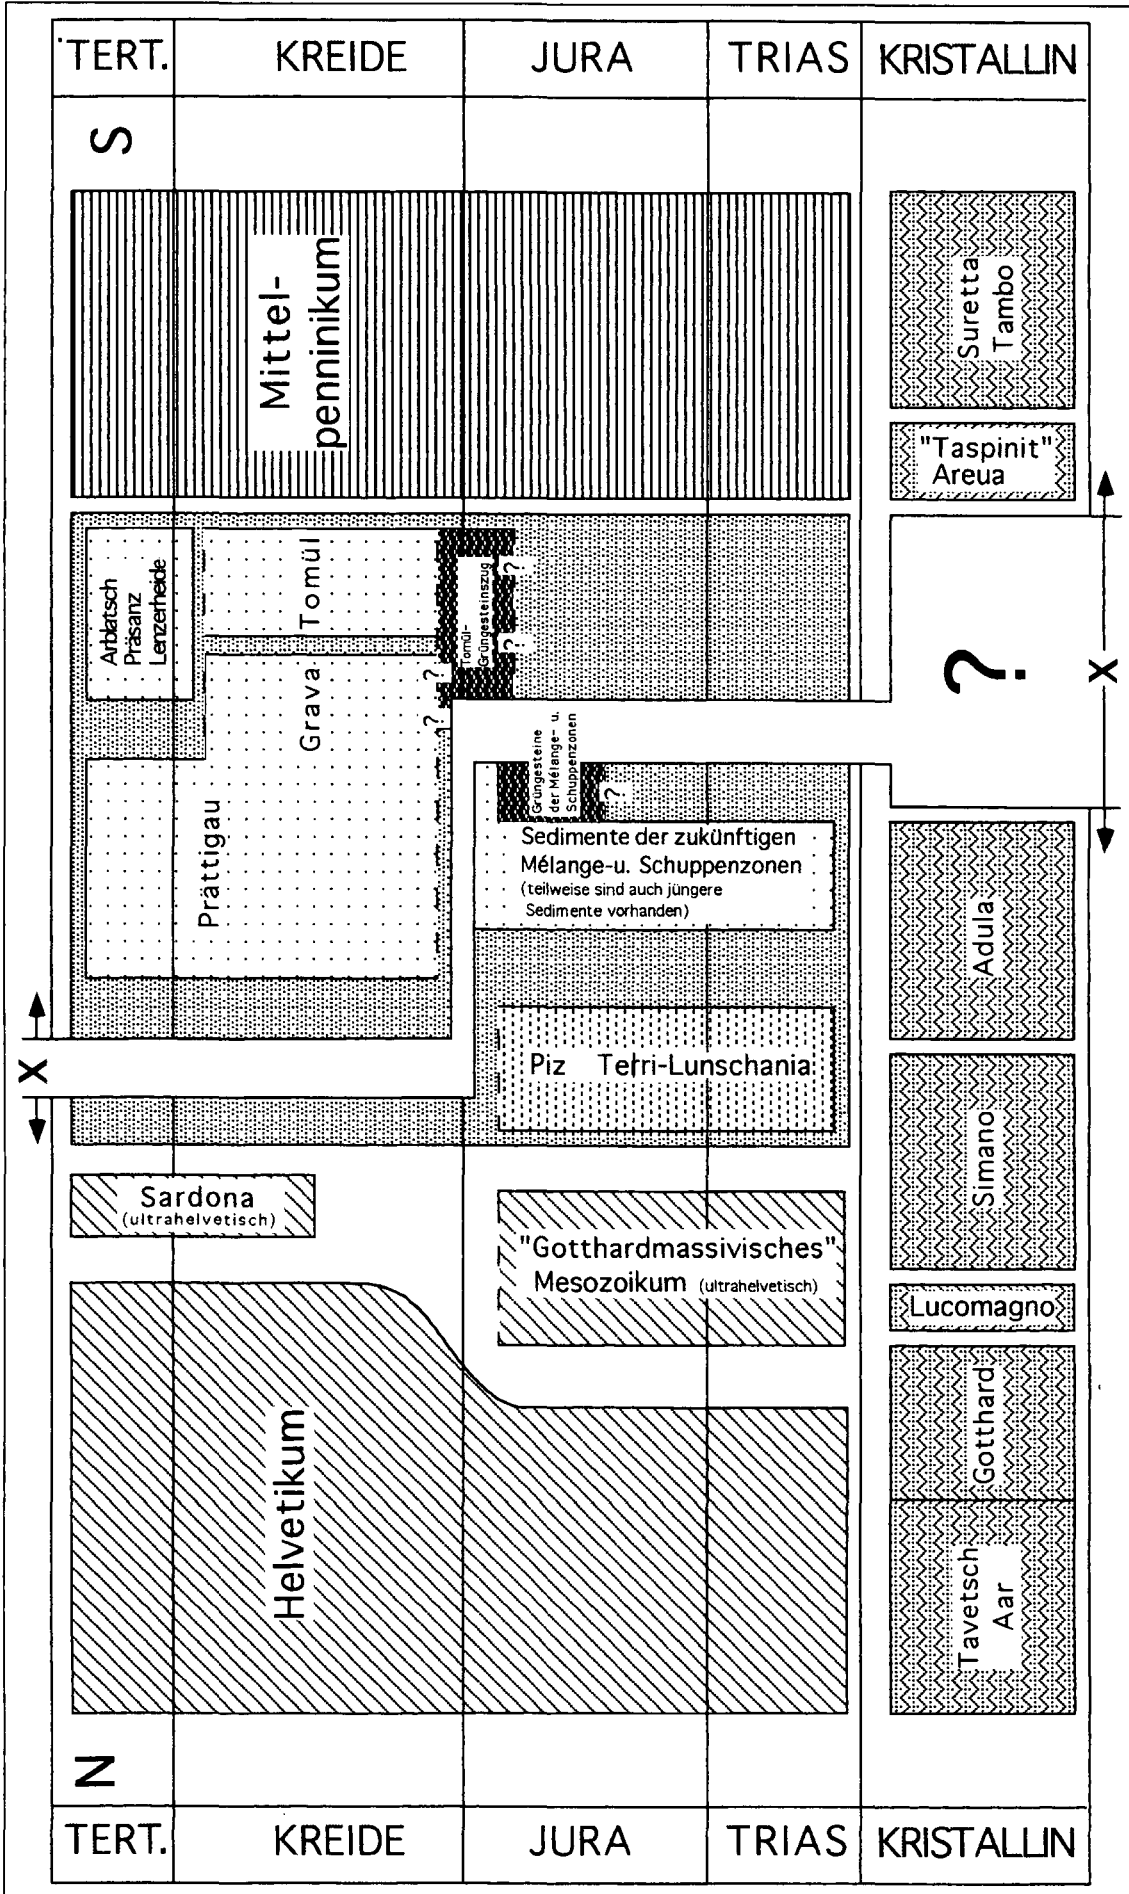 TERT.
KREIDE
JURA
TRIAS
KRISTALLIN
S
Mittel-
penninikum
Suretta
Tambo
"Taspinit"
Areua
Arblatsch
Präsanz
Lenzerheide
Tomül
Grava
Prättigau
Tomül-
Grüngesteinszug
?
?
?
?
?
X
Grüngesteine
der Mélange- u.
Schuppenzonen
?
Sedimente der zukünftigen
Mélange-u. Schuppenzonen
(teilweise sind auch jüngere
Sedimente vorhanden)
Adula
X
Piz Terri-Lunschania
Simano
Sardona
(ultrahelvetisch)
"Gotthardmassivisches"
Mesozoikum (ultrahelvetisch)
Lucomagno
Helvetikum
Gotthard
Tavetsch
Aar
N
TERT.
KREIDE
JURA
TRIAS
KRISTALLIN